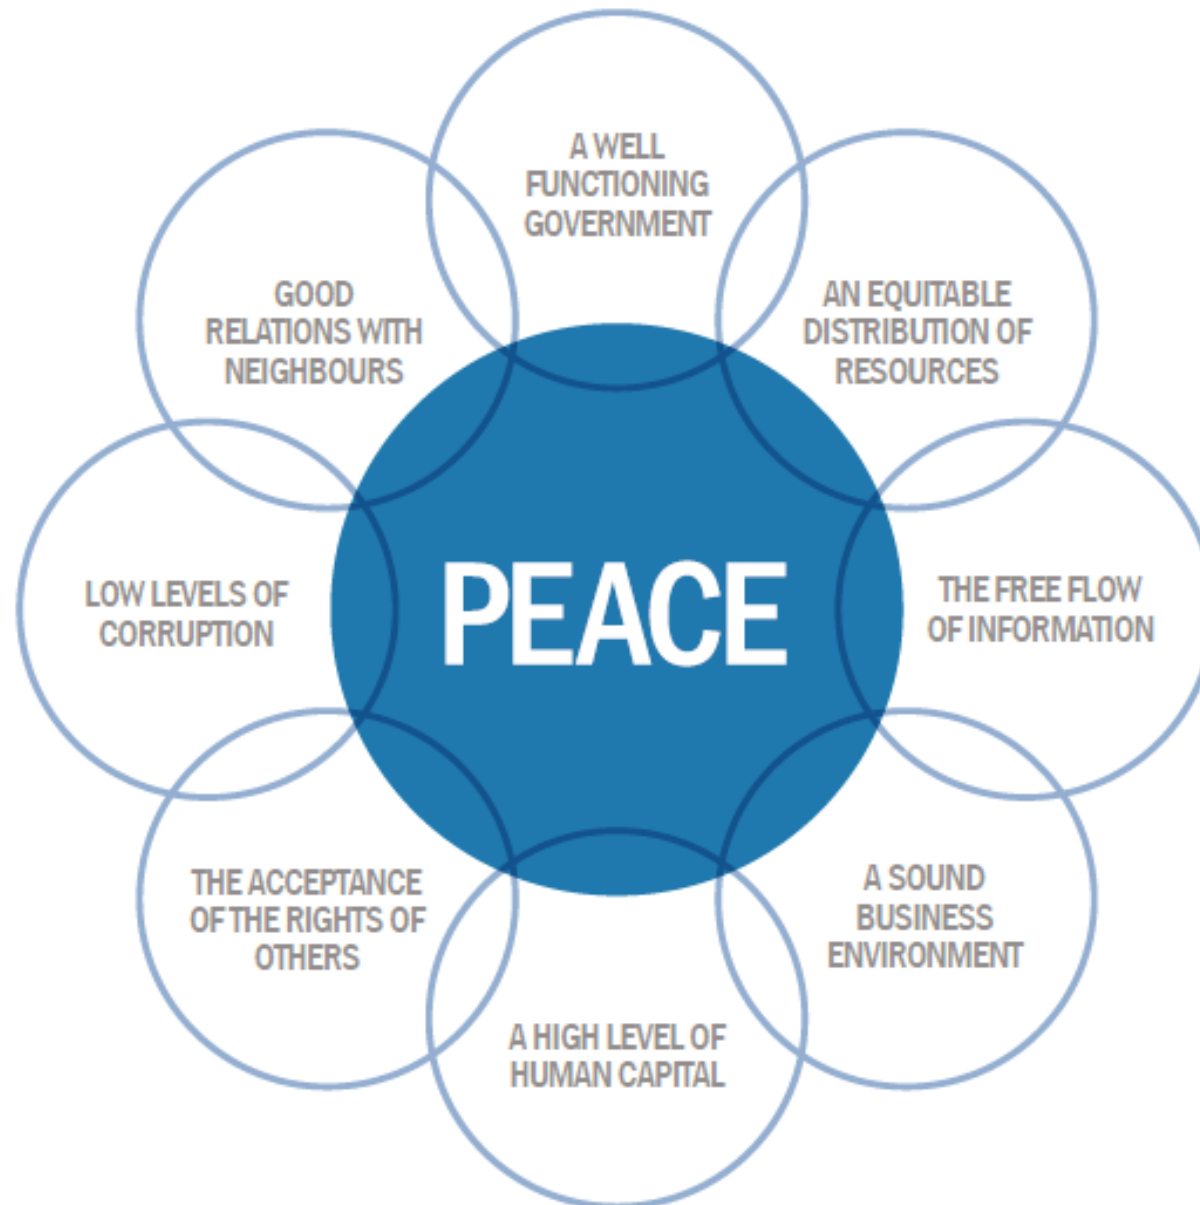 A WELL
FUNCTIONING
GOVERNMENT
AN EQUITABLE
DISTRIBUTION OF
RESOURCES
THE FREE FLOW
OF INFORMATION
A SOUND
BUSINESS
ENVIRONMENT
A HIGH LEVEL OF
HUMAN CAPITAL
THE ACCEPTANCE
OF THE RIGHTS OF
OTHERS
LOW LEVELS OF
CORRUPTION
GOOD
RELATIONS WITH
NEIGHBOURS
PEACE